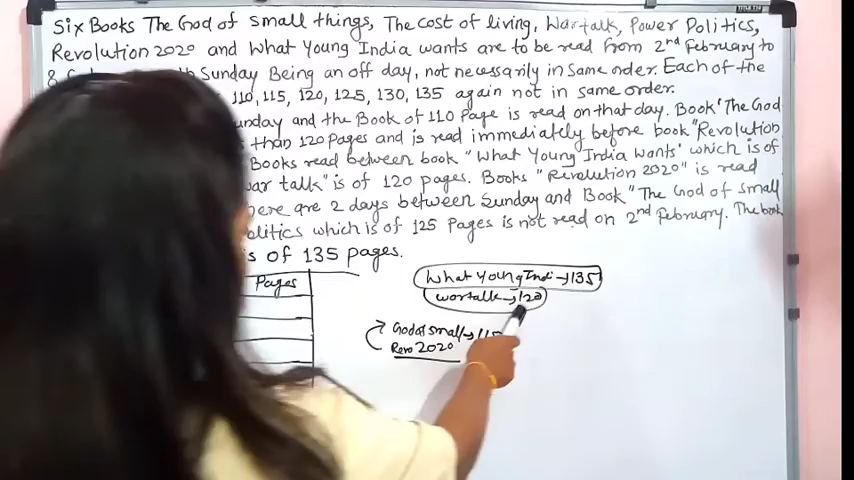 Six Books The God of small things, The cost of living, Wartalk, Power Politics,
Revolution 2020 and What Young India wants are to be read from 2nd February to
8 Sunday Being an off day, not necessarily in Same order. Each of the
110, 115, 120, 125, 130, 135 again not in same order.
unday and the Book of 110 Page is read on that day. Book "The God
s than 120 Pages and is read immediately before book "Revolution
Books read between book "What Young India Wants" which is of
ar talk" is of 120 pages. Books "Revolution 2020" is read
ere are 2 days between Sunday and Book "The God of small
olitics which is of 125 Pages is not read on 2nd February. The book
is of 135 pages.
Pages
What Young Indi → 135
wartalk → 120
God of small → 115
Revo 2020